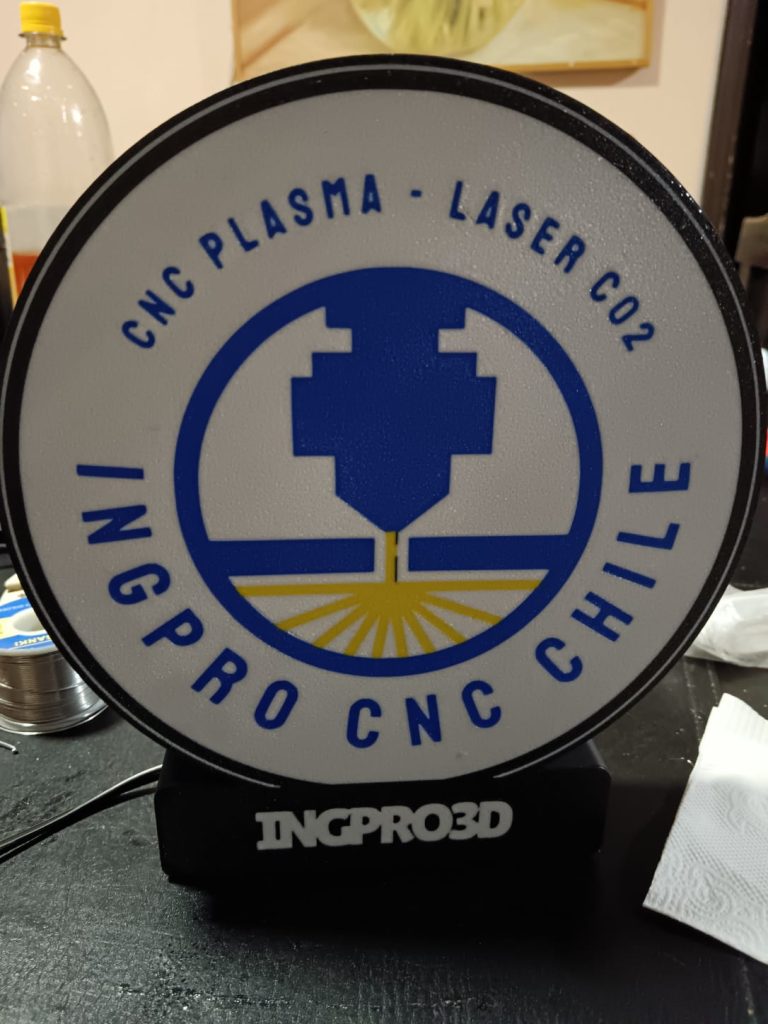 CNC PLASMA - LASER CO2
INGPRO CNC CHILE
INGPRO3D